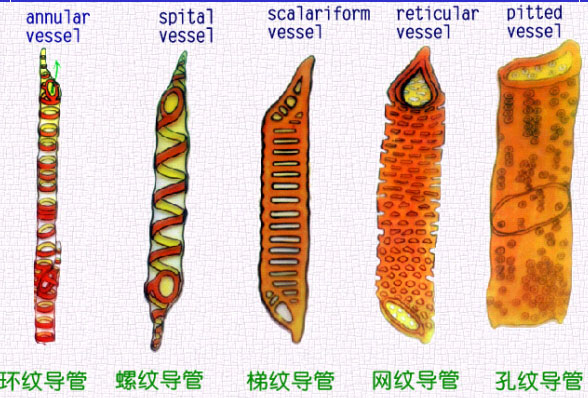 annular
vessel
spital
vessel
scalariform
vessel
reticular
vessel
pitted
vessel
环纹导管
螺纹导管
梯纹导管
网纹导管
孔纹导管